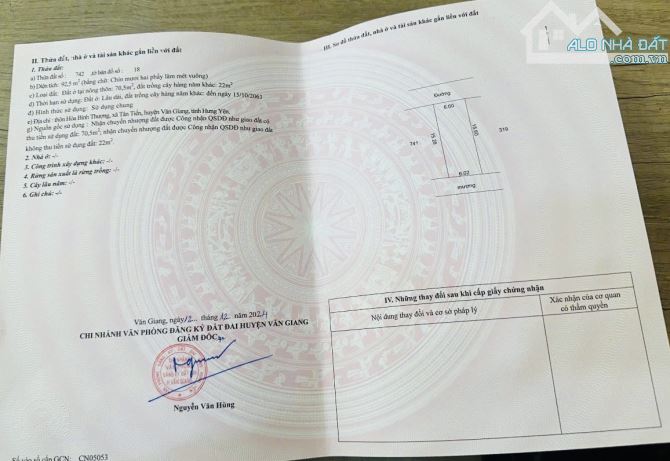 II. Thửa đất, nhà ở và tài sản khác gắn liền với đất
1. Thửa đất:
a) Thửa đất số: 742 ,tờ bản đồ số: 18
b) Diện tích: 92,5 m² (bằng chữ: Chín mươi hai phẩy lăm mét vuông)
c) Loại đất: Đất ở tại nông thôn: 70,5m², đất trồng cây hàng năm khác: 22m²
d) Thời hạn sử dụng: Đất ở: Lâu dài, đất trồng cây hàng năm khác: đến ngày 15/10/2063
đ) Hình thức sử dụng: Sử dụng chung
e) Địa chỉ: thôn Hòa Bình Thượng, xã Tân Tiến, huyện Văn Giang, tỉnh Hưng Yên.
g) Nguồn gốc sử dụng: Nhận chuyển nhượng đất được Công nhận QSDĐ như giao đất có
thu tiền sử dụng đất: 70,5m²; nhận chuyển nhượng đất được Công nhận QSDĐ như giao đất
không thu tiền sử dụng đất: 22m².
2. Nhà ở: -/-
3. Công trình xây dựng khác: -/-
4. Rừng sản xuất là rừng trồng: -/-
5. Cây lâu năm: -/-
6. Ghi chú: -/-
Văn Giang, ngày 12 tháng 12 năm 2024
CHI NHÁNH VĂN PHÒNG ĐĂNG KÝ ĐẤT ĐAI HUYỆN VĂN GIANG
GIÁM ĐỐC
Nguyễn Văn Hùng
Số vào sổ cấp GCN: CN05053
III. Sơ đồ thửa đất, nhà ở và tài sản khác gắn liền với đất
ALO NHÀ ĐẤT
Alonhadat.com.vn
Đường
6.00
741
15.28
15.60
319
6.02
mương
IV. Những thay đổi sau khi cấp giấy chứng nhận
Nội dung thay đổi và cơ sở pháp lý
Xác nhận của cơ quan
có thẩm quyền